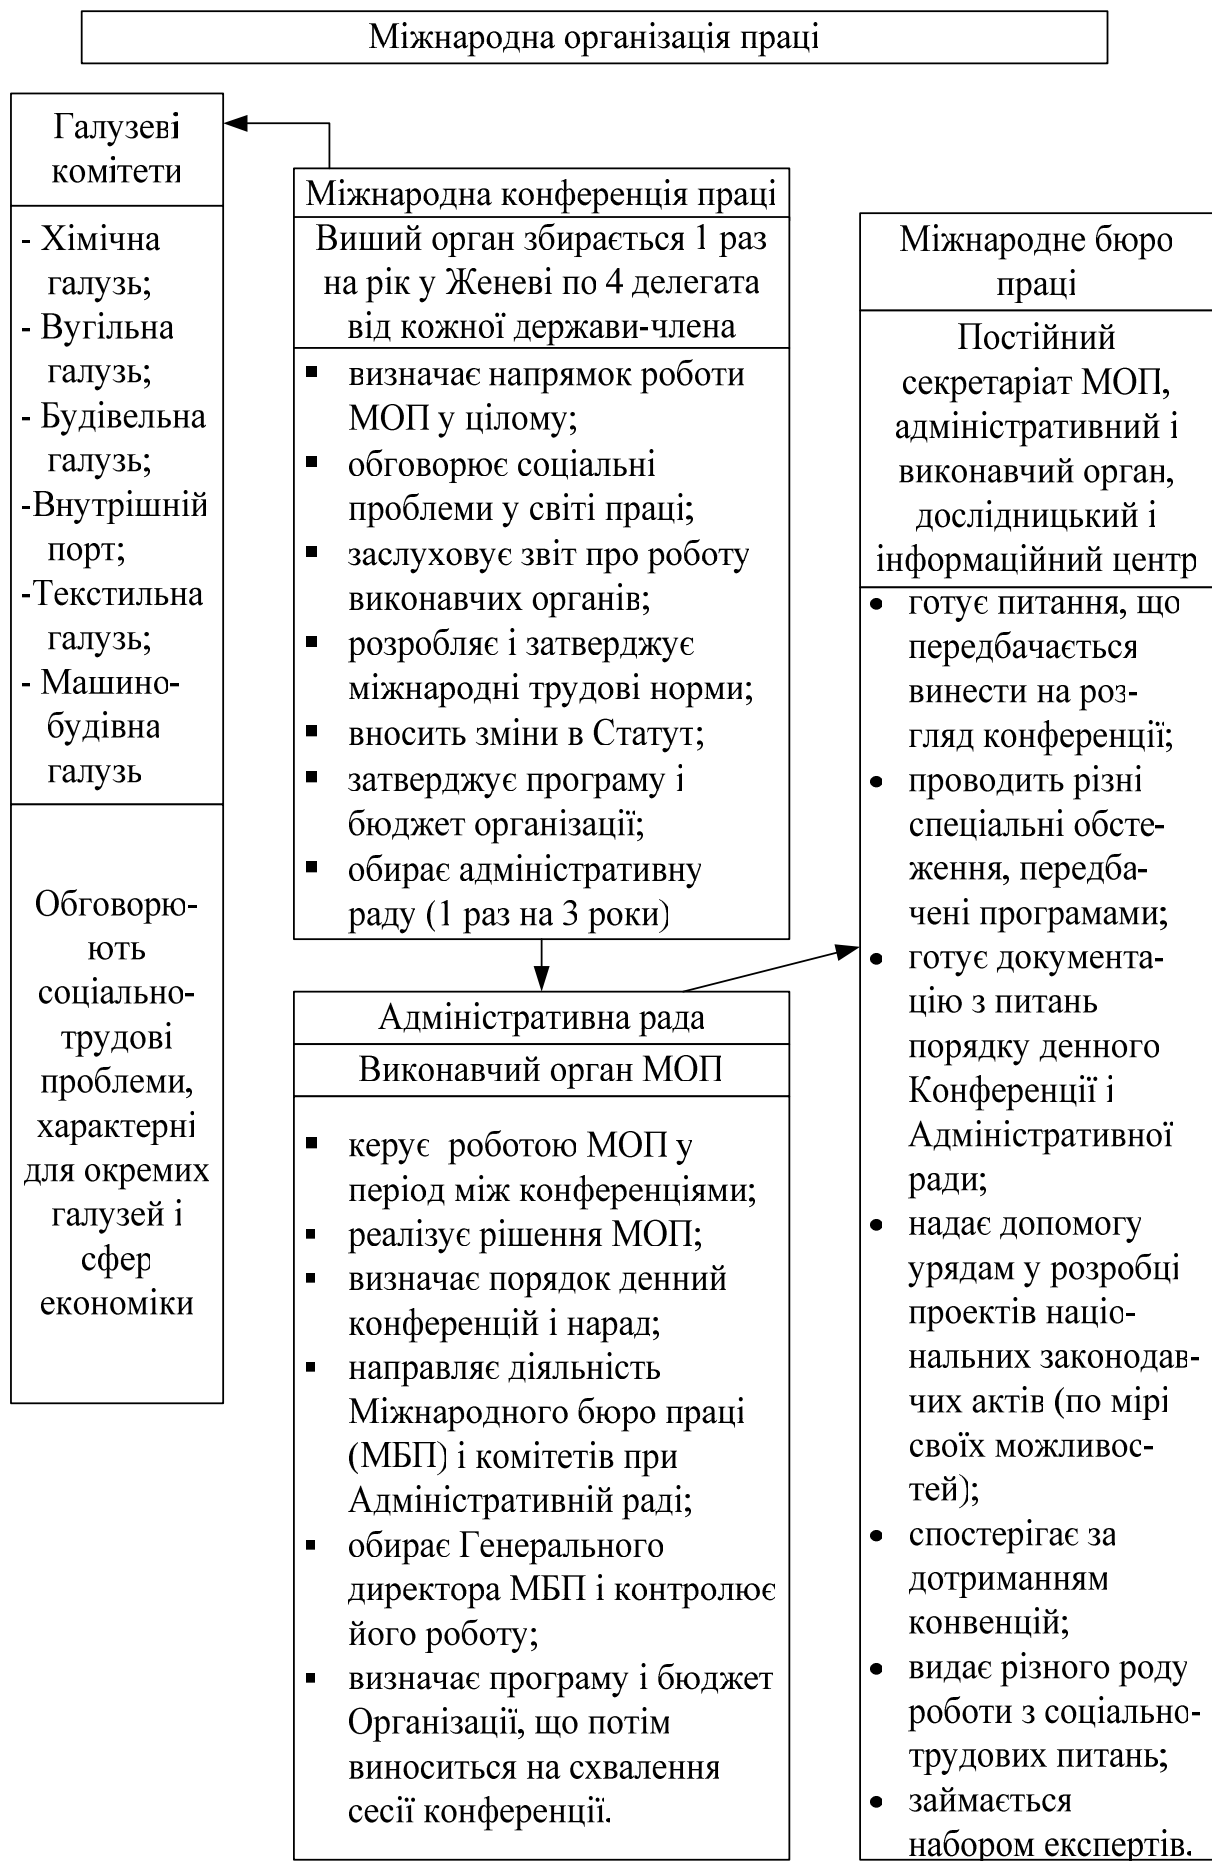 Міжнародна організація праці
Галузеві
комітети
- Хімічна
галузь;
- Вугільна
галузь;
- Будівельна
галузь;
-Внутрішній
порт;
-Текстильна
галузь;
- Машино-
будівна
галузь
Обговорю-
ють
соціально-
трудові
проблеми,
характерні
для окремих
галузей і
сфер
економіки
Міжнародна конференція праці
Виший орган збирається 1 раз
на рік у Женеві по 4 делегата
від кожної держави-члена
▪ визначає напрямок роботи
МОП у цілому;
▪ обговорює соціальні
проблеми у світі праці;
▪ заслуховує звіт про роботу
виконавчих органів;
▪ розробляє і затверджує
міжнародні трудові норми;
▪ вносить зміни в Статут;
▪ затверджує програму і
бюджет організації;
▪ обирає адміністративну
раду (1 раз на 3 роки)
Адміністративна рада
Виконавчий орган МОП
▪ керує роботою МОП у
період між конференціями;
▪ реалізує рішення МОП;
▪ визначає порядок денний
конференцій і нарад;
▪ направляє діяльність
Міжнародного бюро праці
(МБП) і комітетів при
Адміністративній раді;
▪ обирає Генерального
директора МБП і контролює
його роботу;
▪ визначає програму і бюджет
Організації, що потім
виноситься на схвалення
сесії конференції.
Міжнародне бюро
праці
Постійний
секретаріат МОП,
адміністративний і
виконавчий орган,
дослідницький і
інформаційний центр
• готує питання, що
передбачається
винести на роз-
гляд конференції;
• проводить різні
спеціальні обсте-
ження, передба-
чені програмами;
• готує документа-
цію з питань
порядку денного
Конференції і
Адміністративної
ради;
• надає допомогу
урядам у розробці
проектів націо-
нальних законодав-
чих актів (по мірі
своїх можливос-
тей);
• спостерігає за
дотриманням
конвенцій;
• видає різного роду
роботи з соціально-
трудових питань;
• займається
набором експертів.